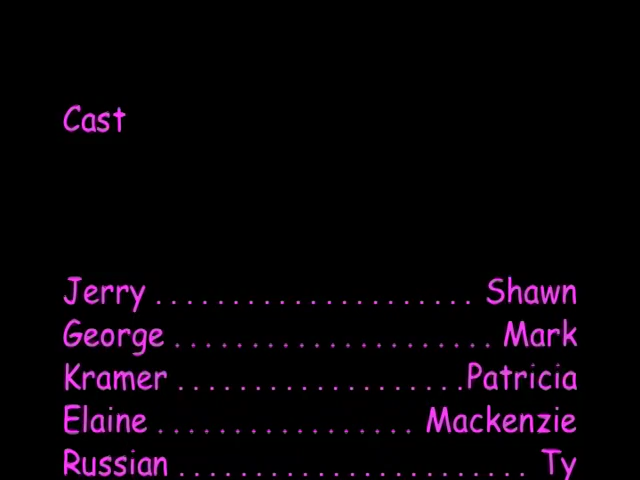 Cast
Jerry ..................... Shawn
George ..................... Mark
Kramer ...................Patricia
Elaine ................. Mackenzie
Russian ....................... Ty